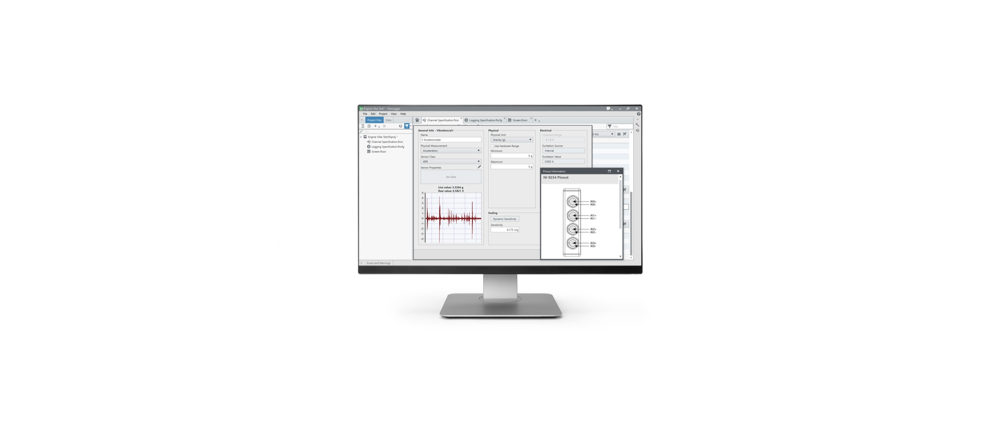 Engine Vibe Test* - FlexLogger
File Edit Project View Help
Project Files Data
Channel Specification.flxio
Logging Specification.flxcfg
Screen.flxscr
Filter
Filter
Engine Vibe Test.flxproj *
Channel Specification.flxio
Logging Specification.flxcfg
Screen.flxscr
General Info - Vibration/ai1
Name
Y Accelerometer
Physical Measurement
Acceleration
Sensor Class
IEPE
Sensor Properties
No Data
Live value: 3.3264 g
Raw value: 0.5821 V
5
4
3
2
1
0
-1
-2
-3
-4
Physical
Physical Unit
Gravity (g)
Use Hardware Range
Minimum
-5 g
Maximum
5 g
Scaling
Dynamic Sensitivity
Sensitivity
0.175 V/g
Electrical
Hardware Range
-5 / 5 V
Excitation Source
Internal
Excitation Value
0.002 A
0 Hz)
Pinout Information
NI 9234 Pinout
AI0+
AI0–
AI1+
AI1–
AI2+
AI2–
AI3+
AI3–
Errors and Warnings